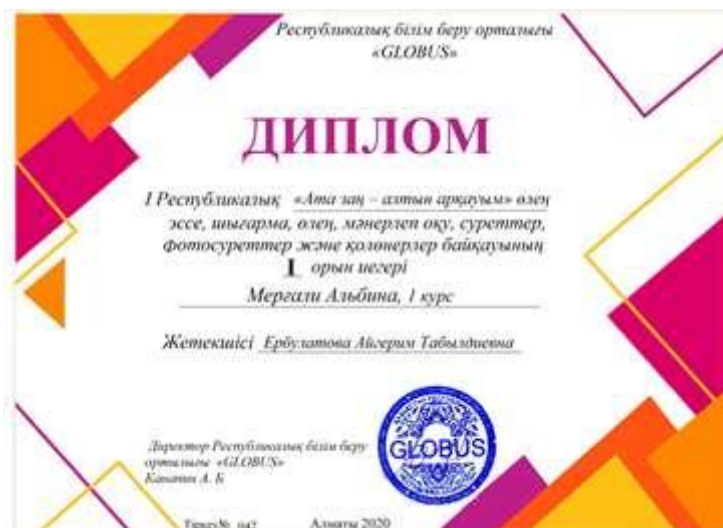 Республикалық білім беру орталығы
«GLOBUS»
ДИПЛОМ
І Республикалық «Ата заң – алтын арқауым» өлең
эссе, шығарма, өлең, мәнерлеп оқу, суреттер,
фотосуреттер және қолөнерлер байқауының
І орын иегері
Мерғали Альбина, 1 курс
Жетекшісі Ербулатова Айгерим Табылдиевна
GLOBUS
Директор Республикалық білім беру
орталығы «GLOBUS»
А. Б
Тіркеу№
Алматы 2020